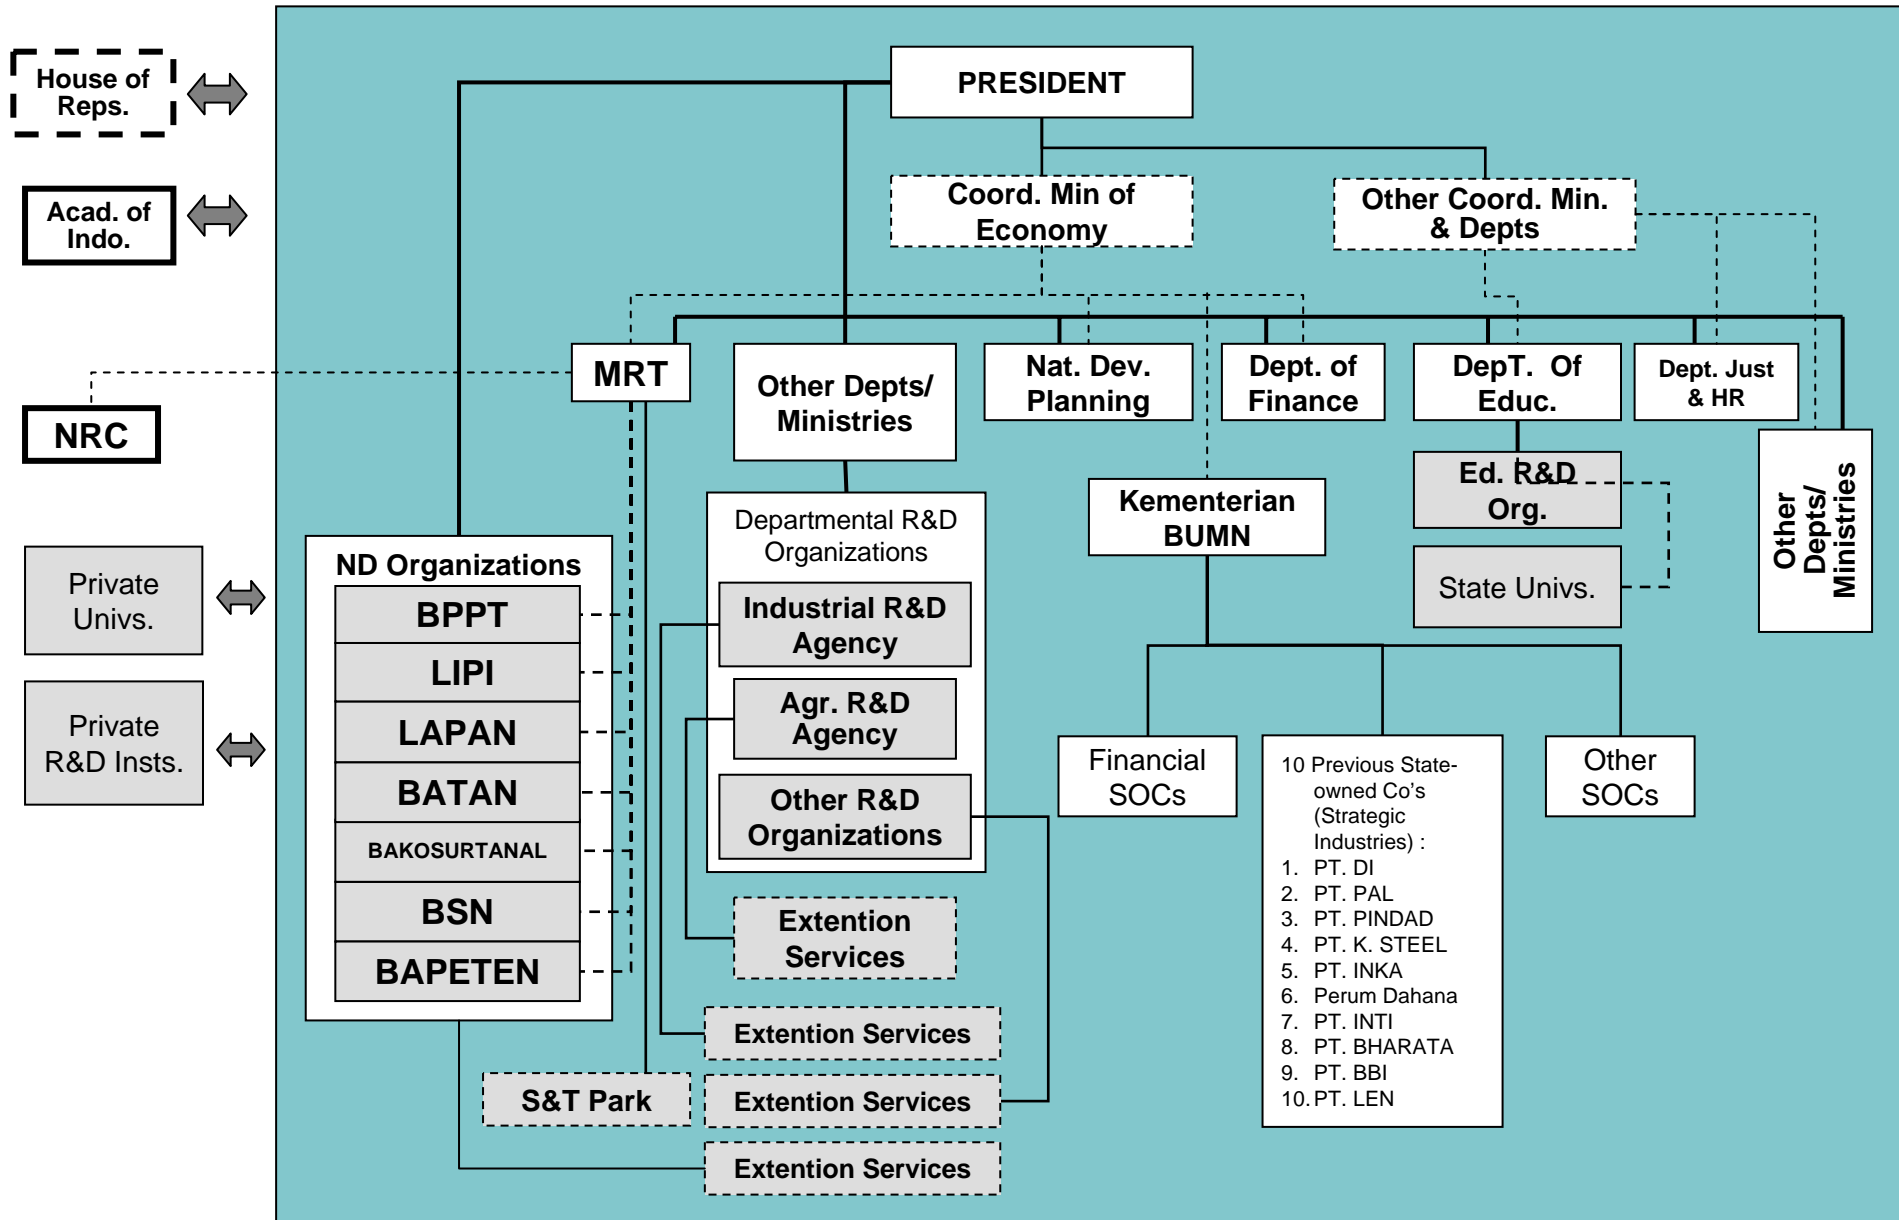 House of
Reps.
PRESIDENT
Acad. of
Indo.
Coord. Min of
Economy
Other Coord. Min.
& Depts
MRT
Other Depts/
Ministries
Nat. Dev.
Planning
Dept. of
Finance
DepT. Of
Educ.
Dept. Just
& HR
Other
Depts/
Ministries
NRC
Ed. R&D
Org.
Kementerian
BUMN
Departmental R&D
Organizations
ND Organizations
Private
Univs.
State Univs.
BPPT
Industrial R&D
Agency
LIPI
Private
R&D Insts.
LAPAN
Agr. R&D
Agency
BATAN
Other R&D
Organizations
Financial
SOCs
10 Previous State-
owned Co’s
(Strategic
Industries) :
1. PT. DI
2. PT. PAL
3. PT. PINDAD
4. PT. K. STEEL
5. PT. INKA
6. Perum Dahana
7. PT. INTI
8. PT. BHARATA
9. PT. BBI
10. PT. LEN
Other
SOCs
BAKOSURTANAL
BSN
Extention
Services
BAPETEN
Extention Services
S&T Park
Extention Services
Extention Services